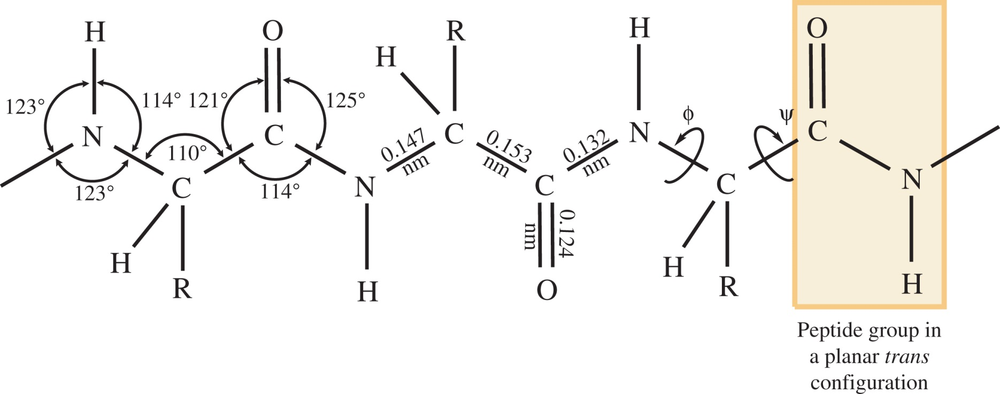 H
O
H
R
H
O
123°
114°
121°
125°
N
C
110°
123°
114°
C
N
H
R
H
C
0.147
nm
0.153
nm
0.132
nm
C
0.124
nm
O
N
ϕ
ψ
C
C
N
H
R
H
Peptide group in
a planar trans
configuration